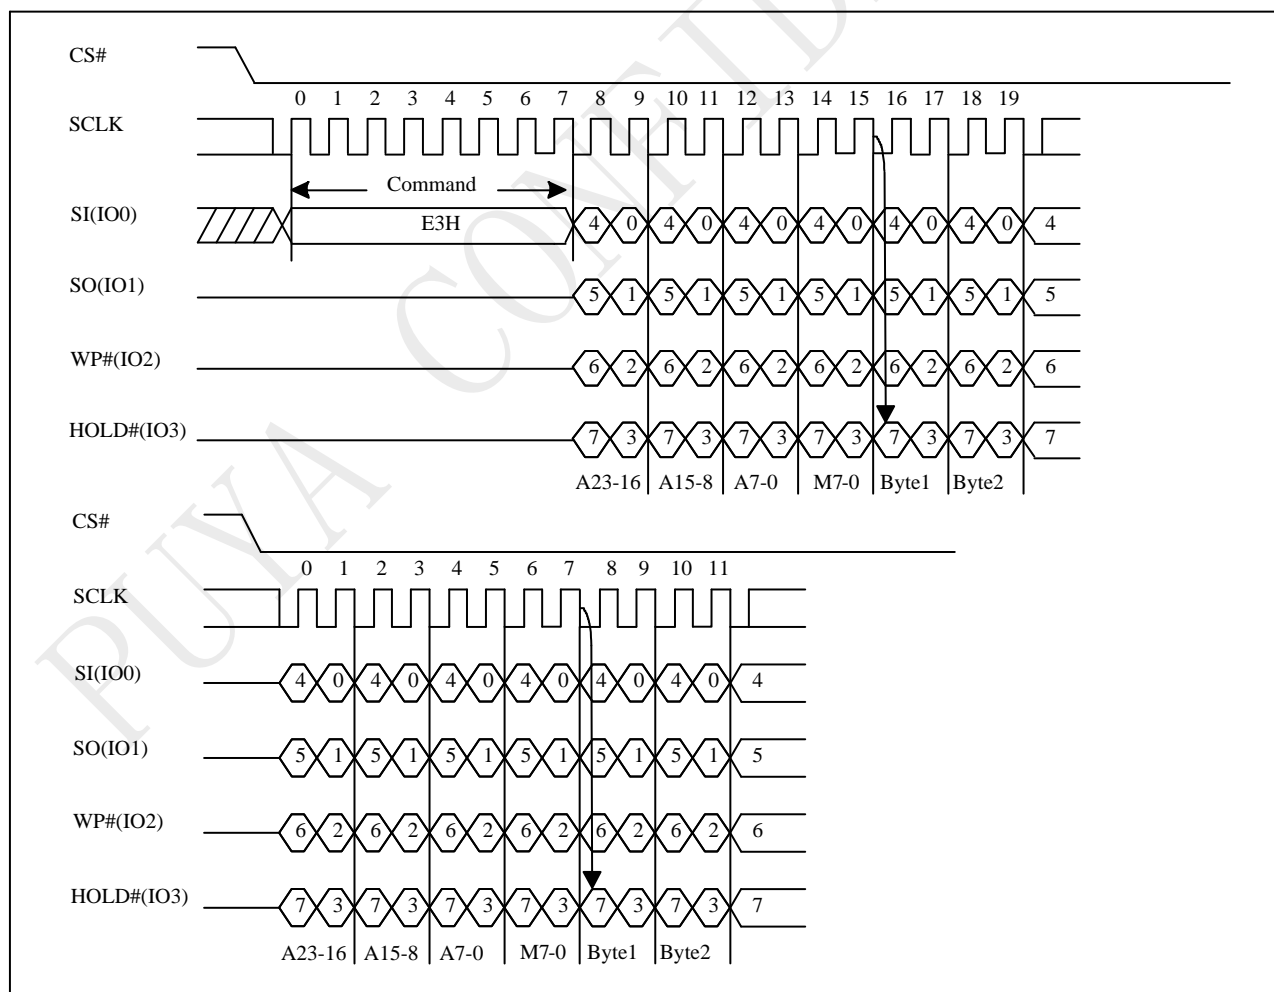 CS#
0 1 2 3 4 5 6 7 8 9 10 11 12 13 14 15 16 17 18 19
SCLK
Command
SI(IO0) E3H 4 0 4 0 4 0 4 0 4 0 4 0 4
SO(IO1) 5 1 5 1 5 1 5 1 5 1 5 1 5
WP#(IO2) 6 2 6 2 6 2 6 2 6 2 6 2 6
HOLD#(IO3) 7 3 7 3 7 3 7 3 7 3 7 3 7
A23-16 A15-8 A7-0 M7-0 Byte1 Byte2
CS#
0 1 2 3 4 5 6 7 8 9 10 11
SCLK
SI(IO0) 4 0 4 0 4 0 4 0 4 0 4 0 4
SO(IO1) 5 1 5 1 5 1 5 1 5 1 5 1 5
WP#(IO2) 6 2 6 2 6 2 6 2 6 2 6 2 6
HOLD#(IO3) 7 3 7 3 7 3 7 3 7 3 7 3 7
A23-16 A15-8 A7-0 M7-0 Byte1 Byte2
PUYA CONFID